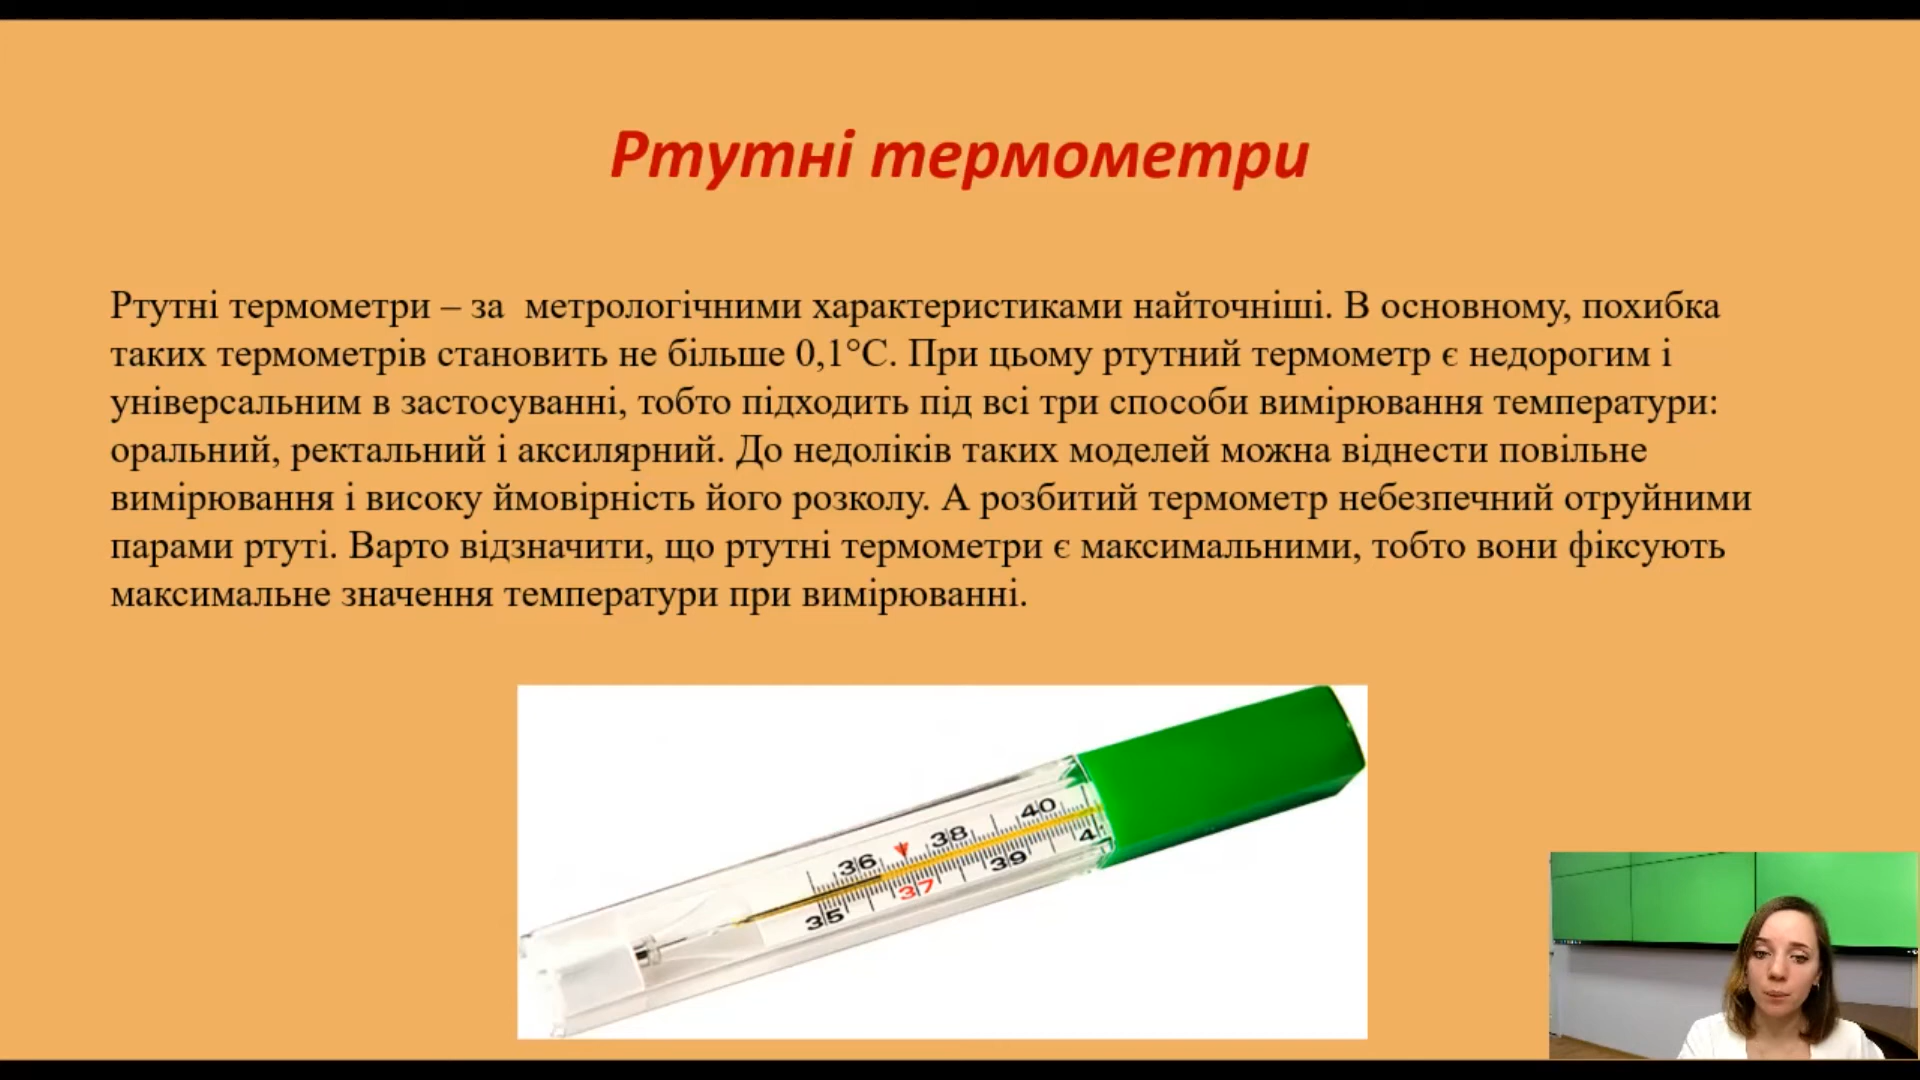 Ртутні термометри
Ртутні термометри – за метрологічними характеристиками найточніші. В основному, похибка
таких термометрів становить не більше 0,1°С. При цьому ртутний термометр є недорогим і
універсальним в застосуванні, тобто підходить під всі три способи вимірювання температури:
оральний, ректальний і аксилярний. До недоліків таких моделей можна віднести повільне
вимірювання і високу ймовірність його розколу. А розбитий термометр небезпечний отруйними
парами ртуті. Варто відзначити, що ртутні термометри є максимальними, тобто вони фіксують
максимальне значення температури при вимірюванні.
36 38 40
35 37 39